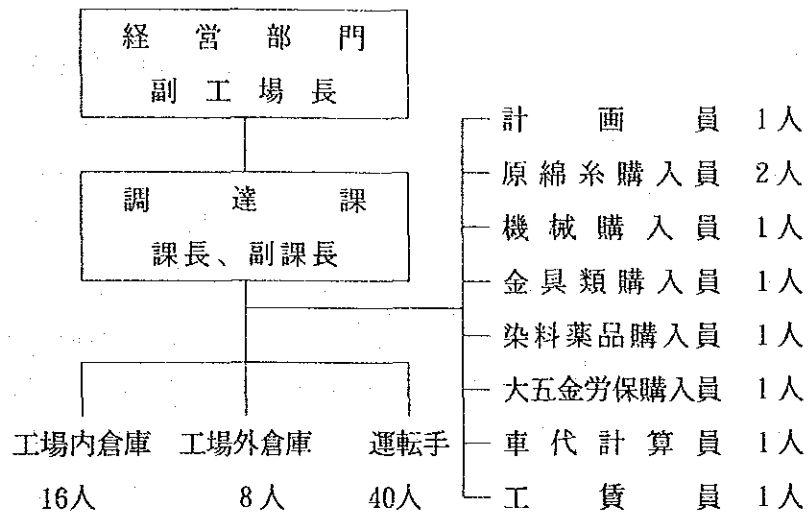 経営部門
副工場長
調達課
課長、副課長
計画員 1人
原綿糸購入員 2人
機械購入員 1人
金具類購入員 1人
染料薬品購入員 1人
大五金労保購入員 1人
車代計算員 1人
工賃員 1人
工場内倉庫 工場外倉庫 運転手
16人 8人 40人